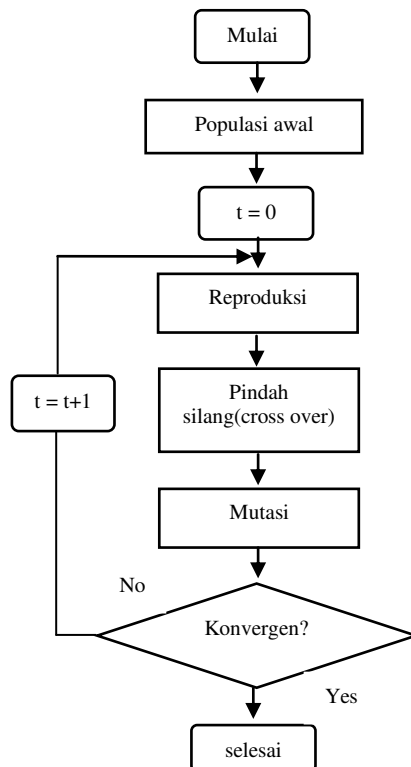 Mulai
Populasi awal
t = 0
Reproduksi
t = t+1
Pindah
silang(cross over)
Mutasi
No
Konvergen?
Yes
selesai